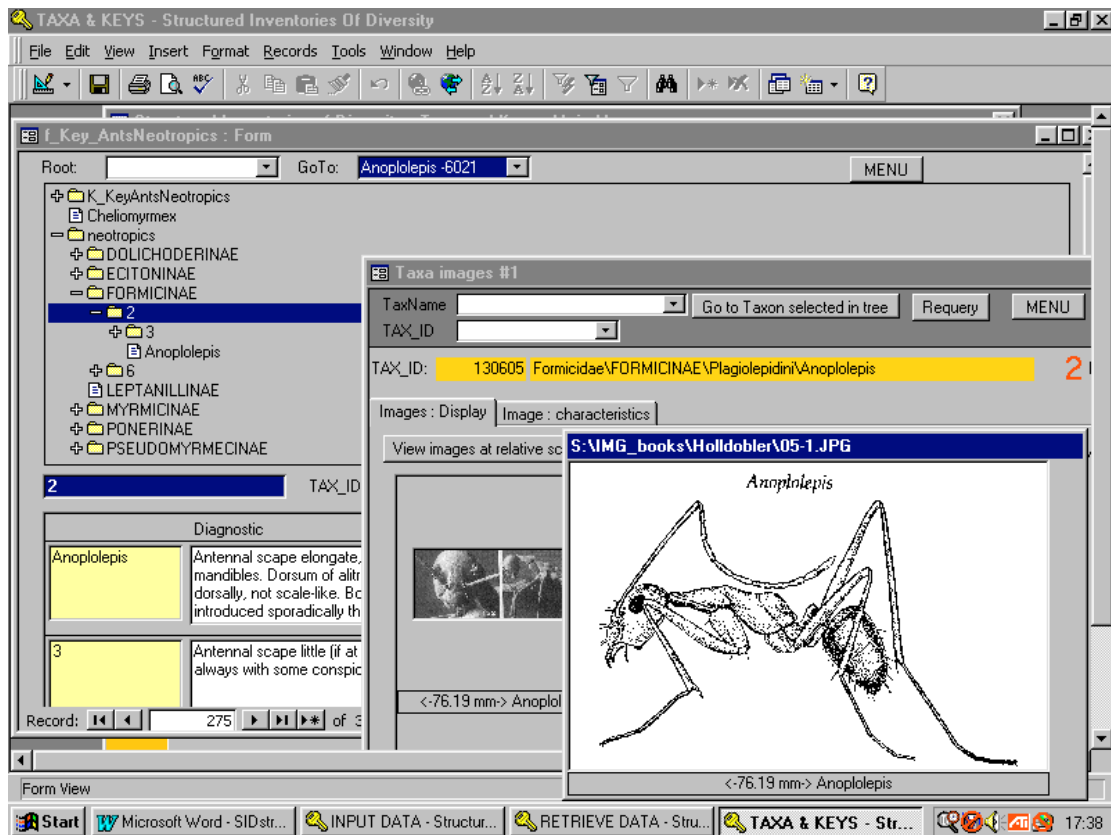 TAXA & KEYS - Structured Inventories Of Diversity
File Edit View Insert Format Records Tools Window Help
f_Key_AntsNeotropics : Form
Root: GoTo: Anoplolepis -6021 MENU
K_KeyAntsNeotropics
Cheliomyrmex
neotropics
DOLICHODERINAE
ECITONINAE
FORMICINAE
2
3
Anoplolepis
6
LEPTANILLINAE
MYRMICINAE
PONERINAE
PSEUDOMYRMECINAE
2 TAX_ID
Diagnostic
Anoplolepis
Antennal scape elongate,
mandibles. Dorsum of alitr
dorsally, not scale-like. Bo
introduced sporadically th
3
Antennal scape little (if at
always with some conspic
Record: 275 of 3
Taxa images #1
TaxName Go to Taxon selected in tree Requery MENU
TAX_ID
TAX_ID: 130605 Formicidae\FORMICINAE\Plagiolepidini\Anoplolepis 2
Images : Display Image : characteristics
View images at relative sc
<-76.19 mm-> Anoplol
S:\IMG_books\Holldobler\05-1.JPG
Anoplolepis
<-76.19 mm-> Anoplolepis
Form View
Start Microsoft Word - SIDstr... INPUT DATA - Structur... RETRIEVE DATA - Stru... TAXA & KEYS - Str... 17:38